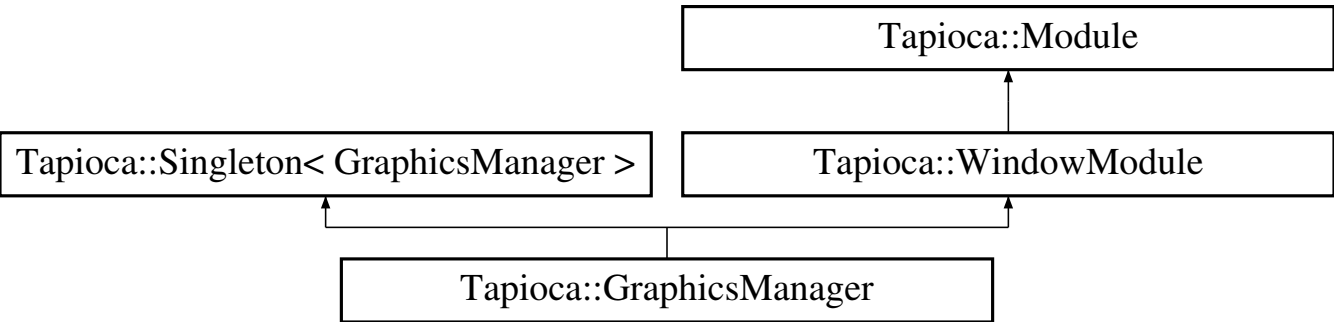 Tapioca::Module
Tapioca::Singleton< GraphicsManager >
Tapioca::WindowModule
Tapioca::GraphicsManager